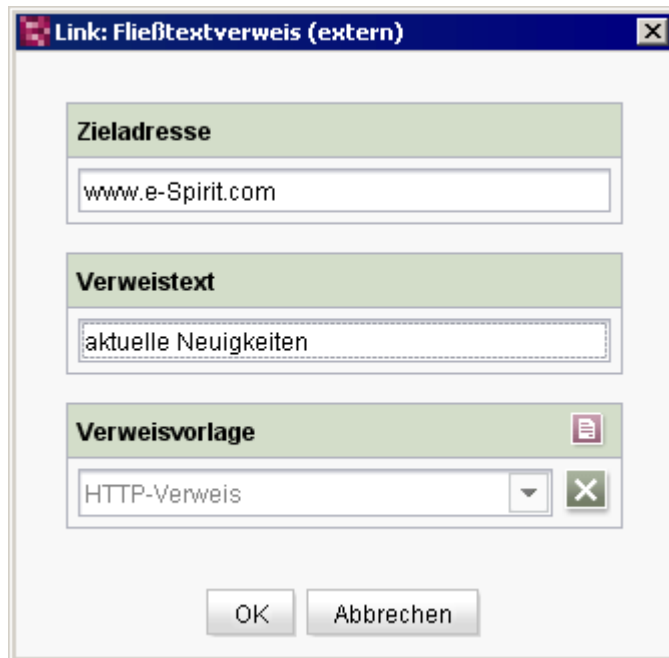 Link: Fließtextverweis (extern)
Zieladresse
www.e-Spirit.com
Verweistext
aktuelle Neuigkeiten
Verweisvorlage
HTTP-Verweis
OK Abbrechen